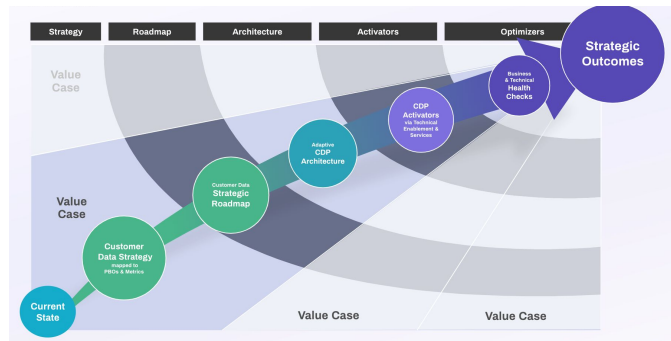 Strategy
Roadmap
Architecture
Activators
Optimizers
Strategic
Outcomes
Value
Case
Business
& Technical
Health
Checks
CDP
Activators
via Technical
Enablement &
Services
Adaptive
CDP
Architecture
Customer Data
Strategic
Roadmap
Value
Case
Customer
Data Strategy
mapped to
PBOs & Metrics
Current
State
Value Case
Value Case